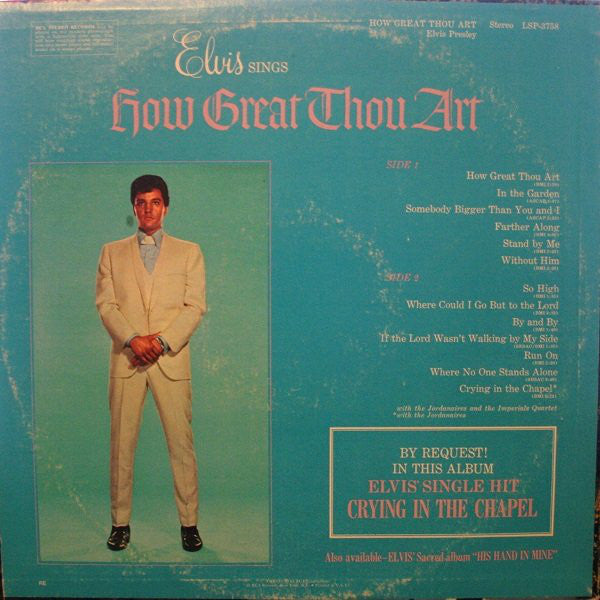 HOW GREAT THOU ART Stereo LSP-3758
Elvis Presley
Elvis SINGS
How Great Thou Art
SIDE 1
How Great Thou Art
In the Garden
Somebody Bigger Than You and I
Farther Along
Stand by Me
Without Him
SIDE 2
So High
Where Could I Go But to the Lord
By and By
If the Lord Wasn't Walking by My Side
Run On
Where No One Stands Alone
Crying in the Chapel*
with the Jordanaires and the Imperials Quartet
*with the Jordanaires
BY REQUEST!
IN THIS ALBUM
ELVIS' SINGLE HIT
CRYING IN THE CHAPEL
Also available—ELVIS' Sacred album "HIS HAND IN MINE"
RE